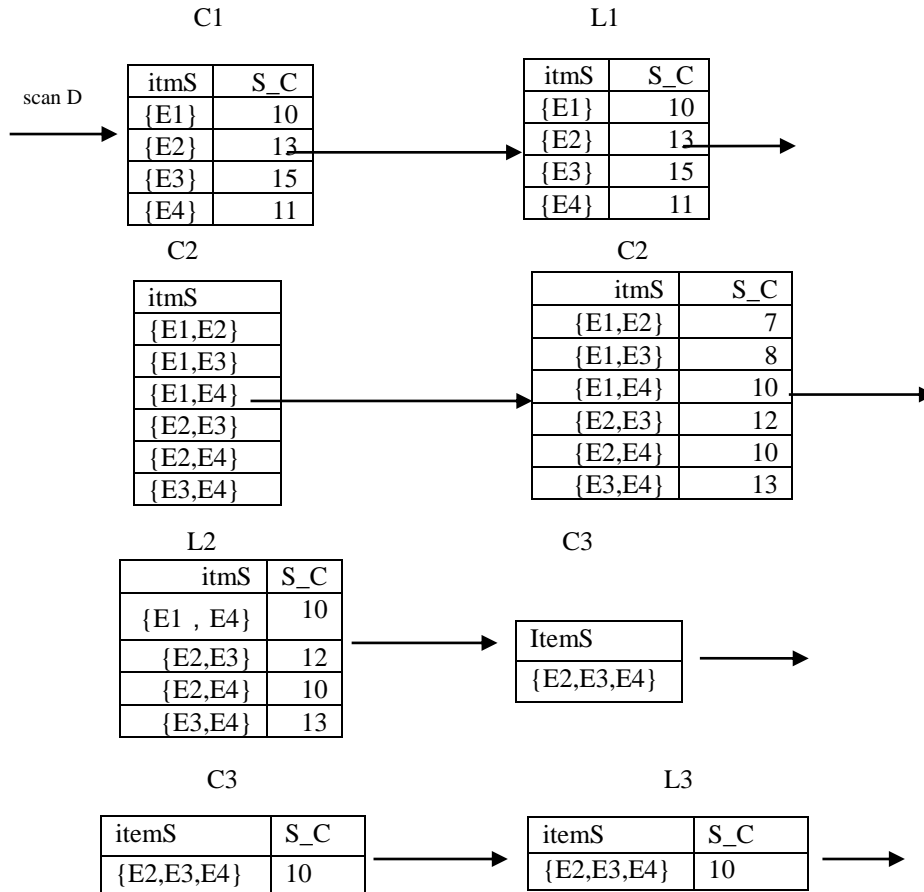 C1 L1
scan D
itmS S_C
{E1} 10
{E2} 13
{E3} 15
{E4} 11
itmS S_C
{E1} 10
{E2} 13
{E3} 15
{E4} 11
C2 C2
itmS
{E1,E2}
{E1,E3}
{E1,E4}
{E2,E3}
{E2,E4}
{E3,E4}
itmS S_C
{E1,E2} 7
{E1,E3} 8
{E1,E4} 10
{E2,E3} 12
{E2,E4} 10
{E3,E4} 13
L2 C3
itmS S_C
{E1，E4} 10
{E2,E3} 12
{E2,E4} 10
{E3,E4} 13
ItemS
{E2,E3,E4}
C3 L3
itemS S_C
{E2,E3,E4} 10
itemS S_C
{E2,E3,E4} 10